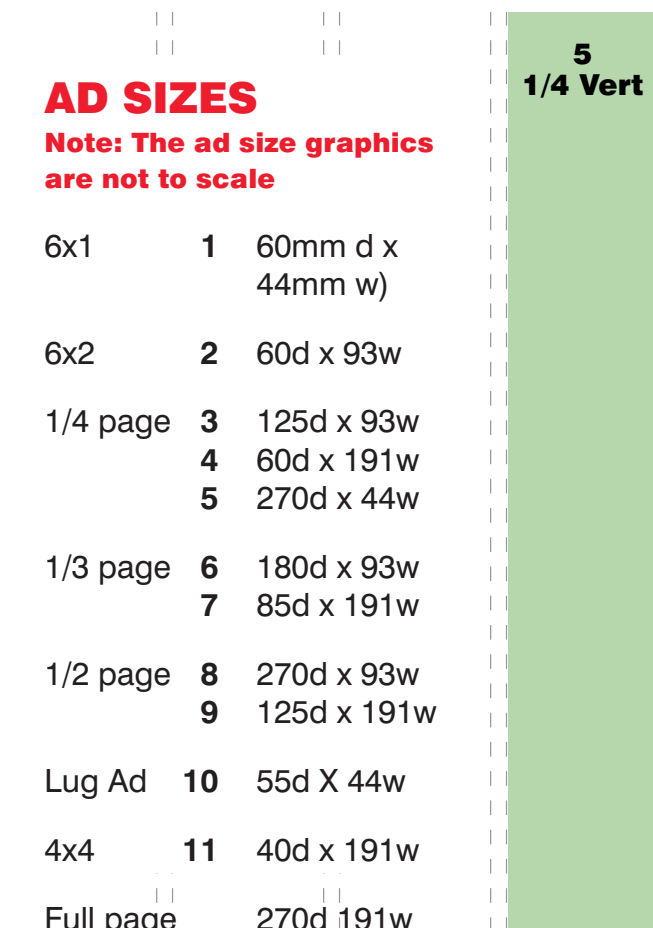 AD SIZES
Note: The ad size graphics
are not to scale
6x1 1 60mm d x
44mm w)
6x2 2 60d x 93w
1/4 page 3 125d x 93w
4 60d x 191w
5 270d x 44w
1/3 page 6 180d x 93w
7 85d x 191w
1/2 page 8 270d x 93w
9 125d x 191w
Lug Ad 10 55d X 44w
4x4 11 40d x 191w
Full page 270d 191w
5
1/4 Vert